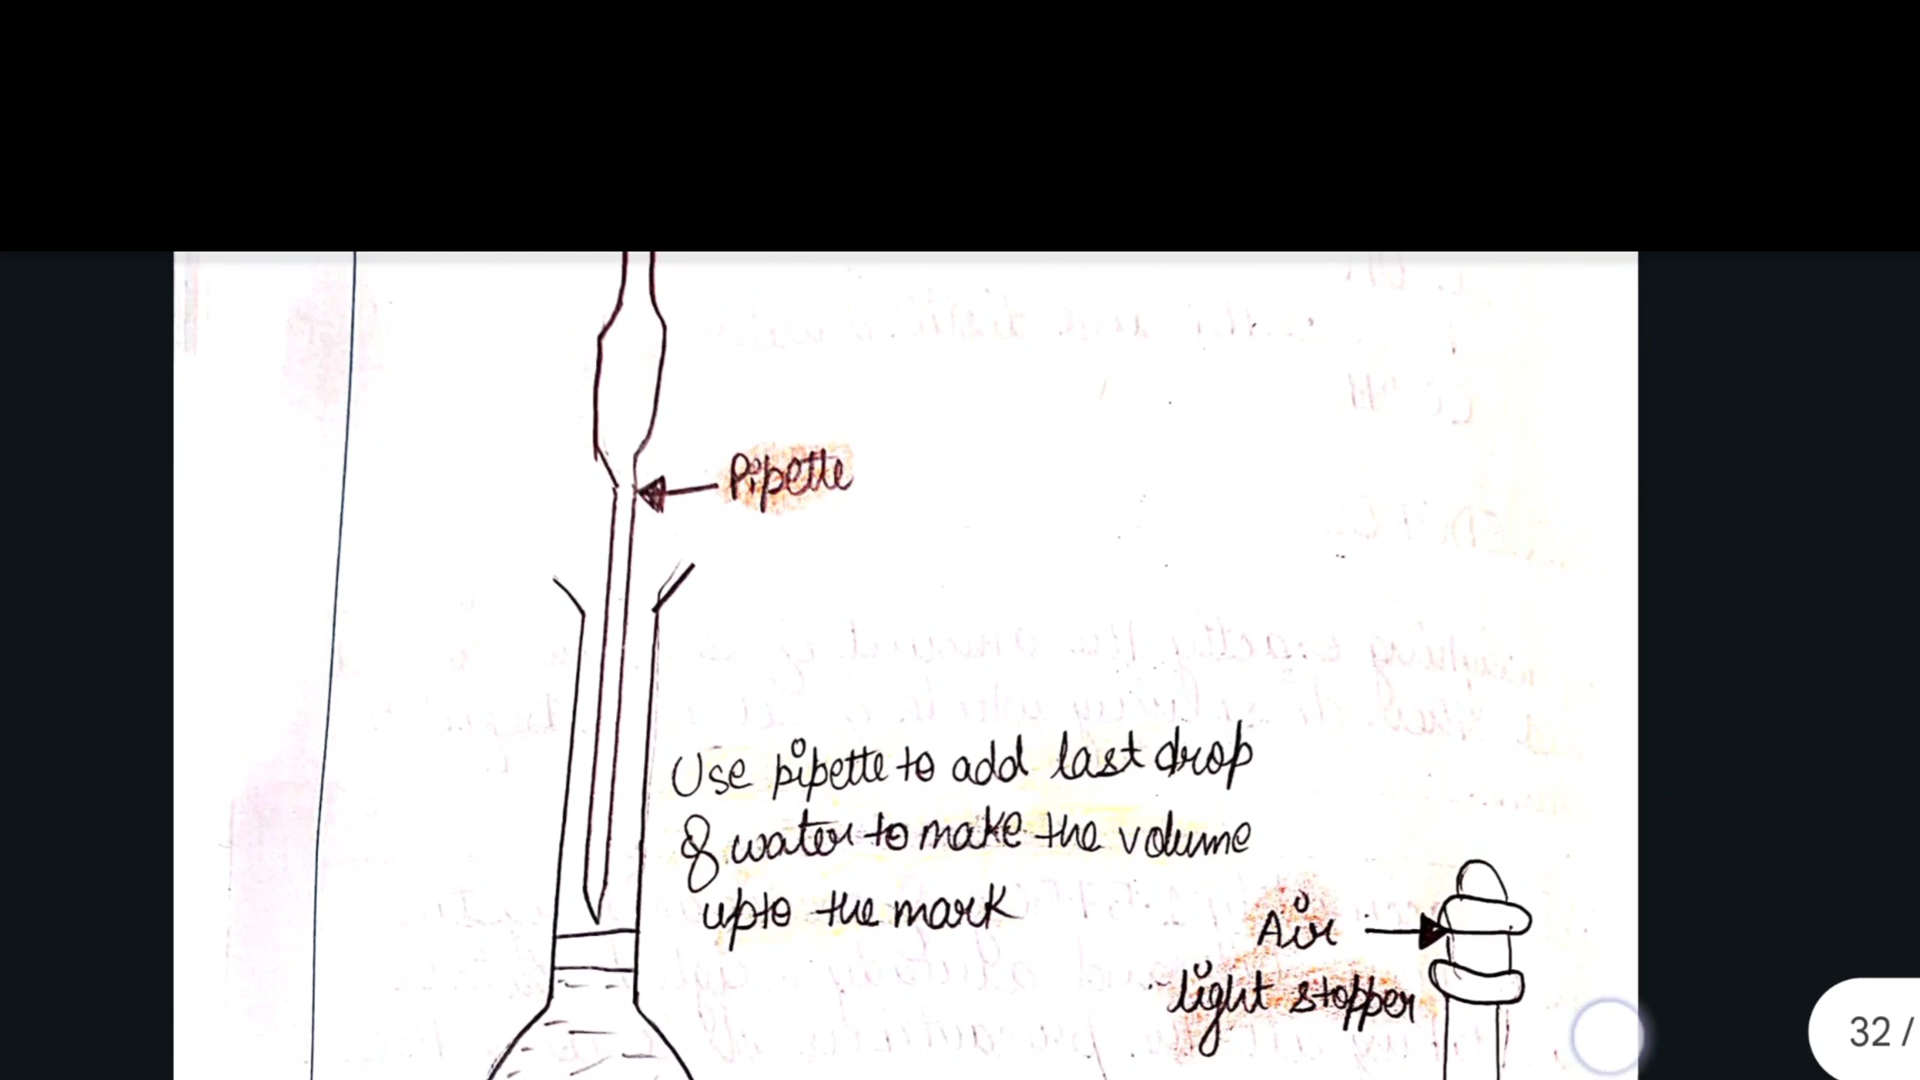 Pipette
Use pipette to add last drop
of water to make the volume
upto the mark
Air
light stopper
32 /